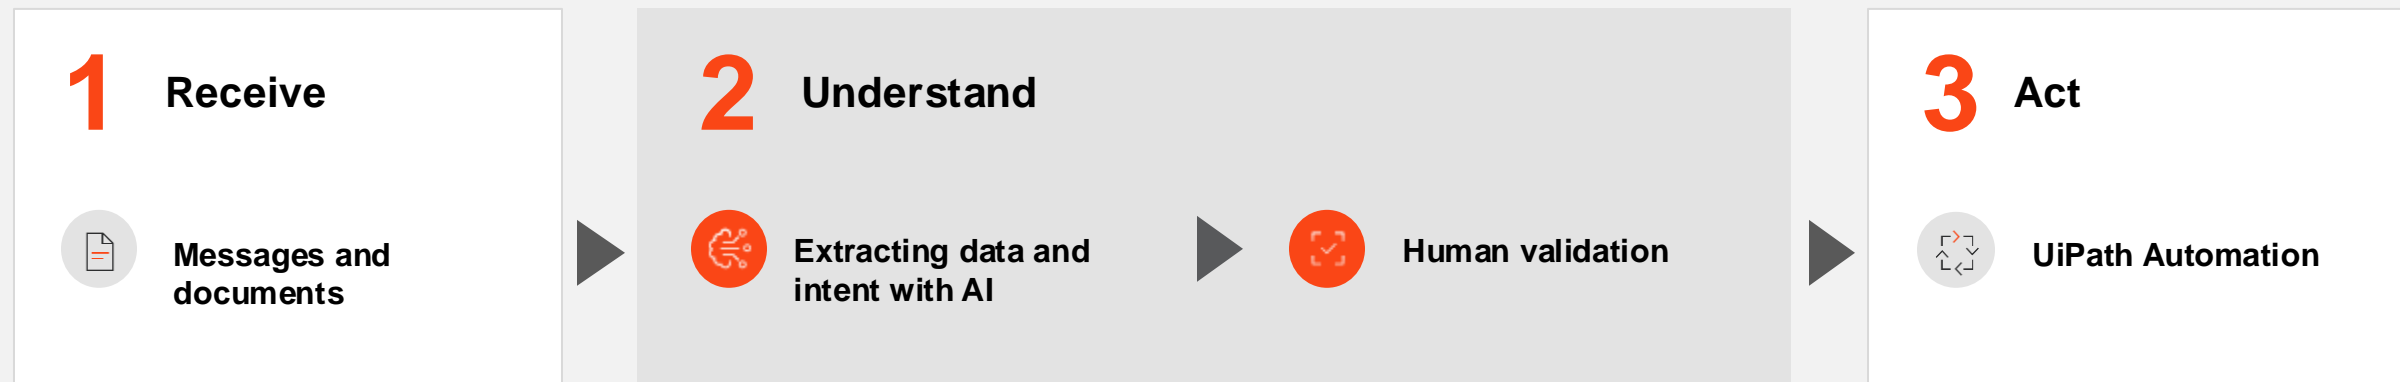 1
Receive
Messages and
documents
2
Understand
Extracting data and
intent with AI
Human validation
3
Act
UiPath Automation